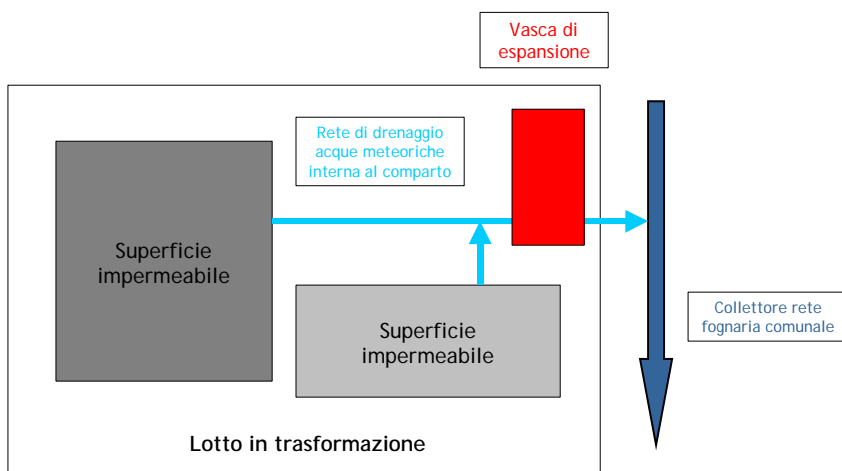 Vasca di
espansione
Rete di drenaggio
acque meteoriche
interna al comparto
Superficie
impermeabile
Superficie
impermeabile
Collettore rete
fognaria comunale
Lotto in trasformazione